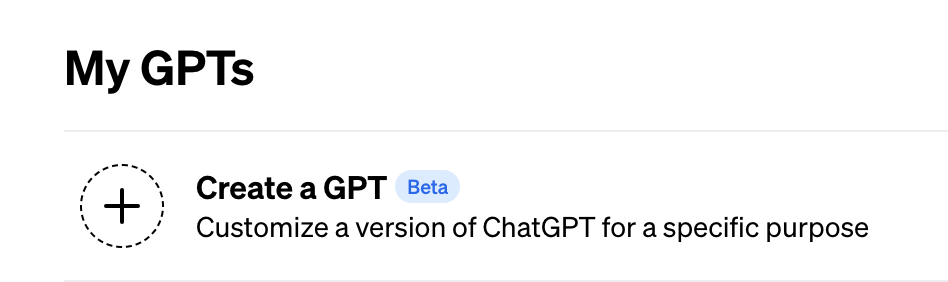 My GPTs
Create a GPT Beta
Customize a version of ChatGPT for a specific purpose